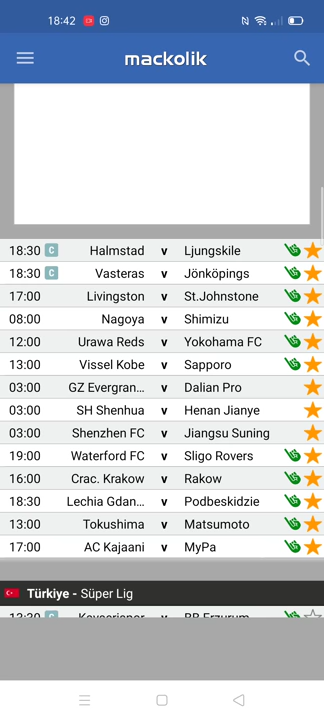 18:42
mackolik
18:30 C Halmstad v Ljungskile
18:30 C Vasteras v Jönköpings
17:00 Livingston v St.Johnstone
08:00 Nagoya v Shimizu
12:00 Urawa Reds v Yokohama FC
13:00 Vissel Kobe v Sapporo
03:00 GZ Evergran... v Dalian Pro
03:00 SH Shenhua v Henan Jianye
03:00 Shenzhen FC v Jiangsu Suning
19:00 Waterford FC v Sligo Rovers
16:00 Crac. Krakow v Rakow
18:30 Lechia Gdan... v Podbeskidzie
13:00 Tokushima v Matsumoto
17:00 AC Kajaani v MyPa
Türkiye - Süper Lig